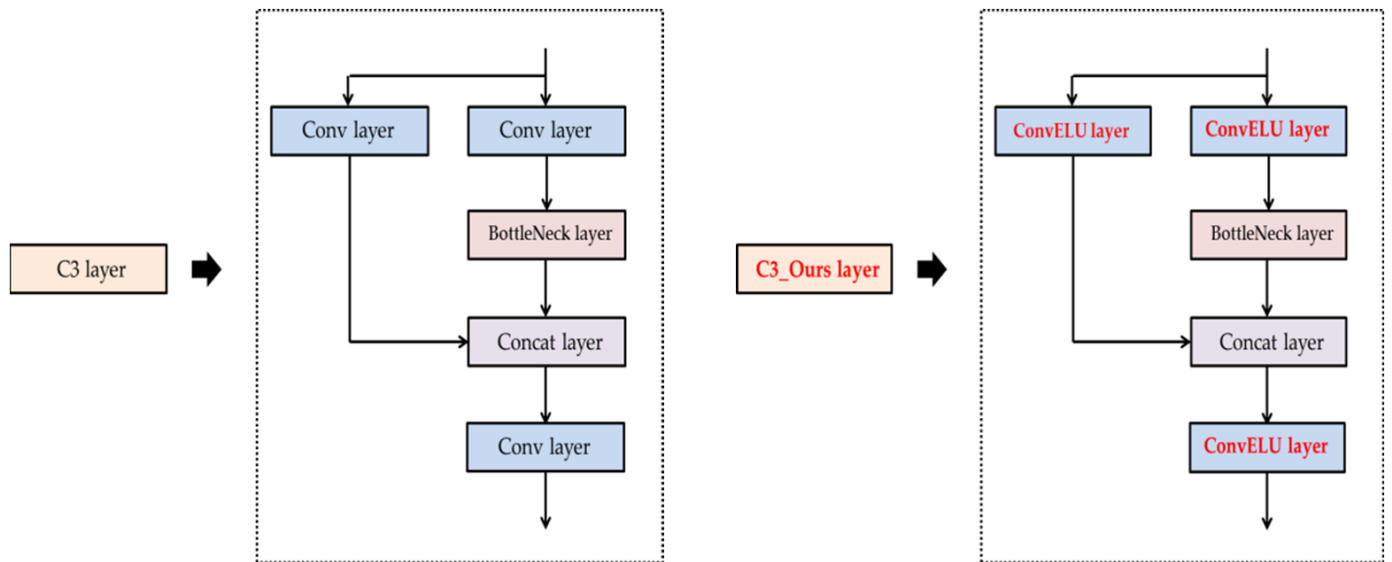 Conv layer
Conv layer
BottleNeck layer
C3 layer
Concat layer
Conv layer
ConvELU layer
ConvELU layer
BottleNeck layer
C3_Ours layer
Concat layer
ConvELU layer